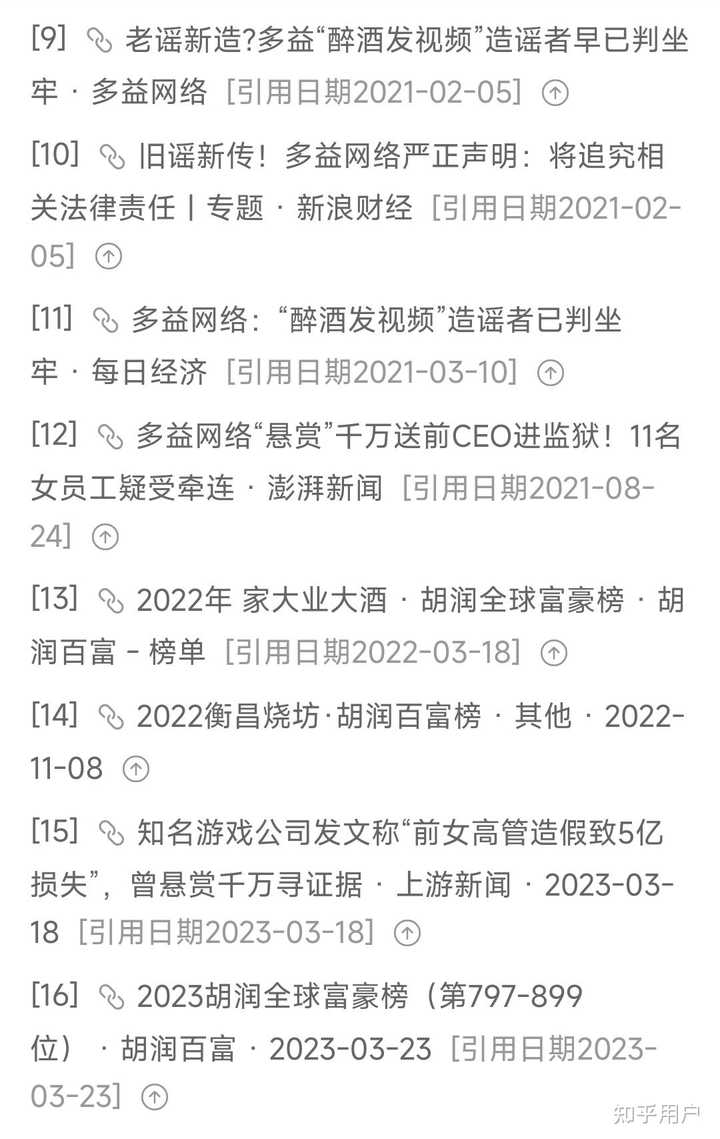 [9] 老谣新造?多益“醉酒发视频”造谣者早已判坐
牢 · 多益网络 [引用日期2021-02-05]
[10] 旧谣新传！多益网络严正声明：将追究相
关法律责任丨专题 · 新浪财经 [引用日期2021-02-
05]
[11] 多益网络：“醉酒发视频”造谣者已判坐
牢 · 每日经济 [引用日期2021-03-10]
[12] 多益网络“悬赏”千万送前CEO进监狱！11名
女员工疑受牵连 · 澎湃新闻 [引用日期2021-08-
24]
[13] 2022年 家大业大酒 · 胡润全球富豪榜 · 胡
润百富 - 榜单 [引用日期2022-03-18]
[14] 2022衡昌烧坊·胡润百富榜 · 其他 · 2022-
11-08
[15] 知名游戏公司发文称“前女高管造假致5亿
损失”，曾悬赏千万寻证据 · 上游新闻 · 2023-03-
18 [引用日期2023-03-18]
[16] 2023胡润全球富豪榜（第797-899
位） · 胡润百富 · 2023-03-23 [引用日期2023-
03-23]
知乎用户